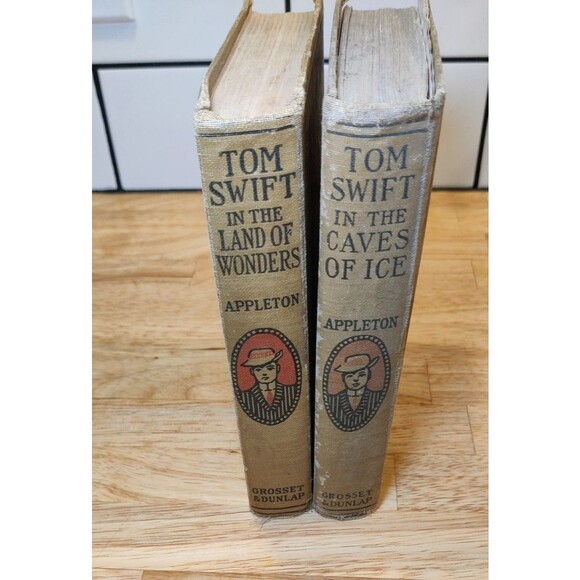 TOM
SWIFT
IN THE
LAND OF
WONDERS
APPLETON
GROSSET
& DUNLAP
TOM
SWIFT
IN THE
CAVES
OF ICE
APPLETON
GROSSET
& DUNLAP